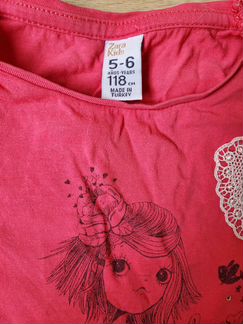 Zara
Kids
5-6
AÑOS-YEARS
118 CM
MADE IN
TURKEY